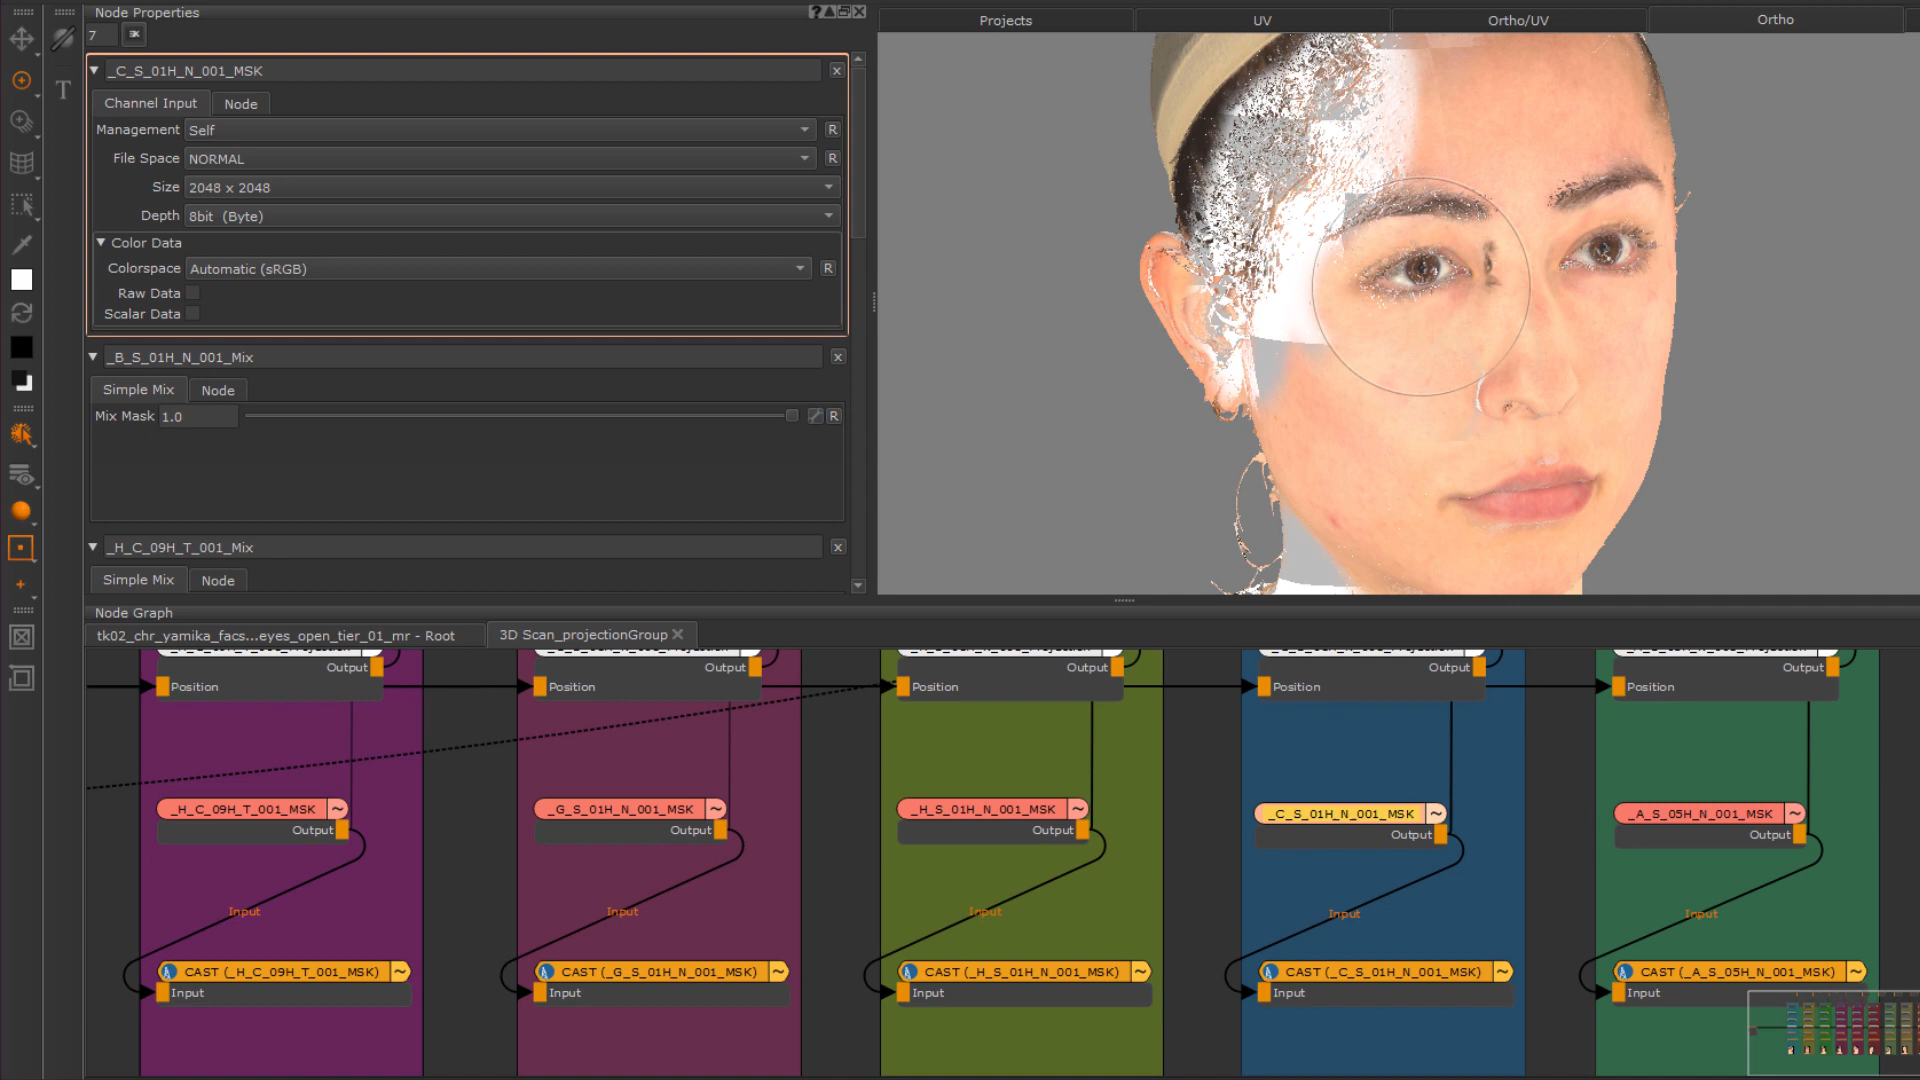 Node Properties
7
_C_S_01H_N_001_MSK
Channel Input
Node
Management
Self
R
File Space
NORMAL
R
Size
2048 x 2048
Depth
8bit (Byte)
Color Data
Colorspace
Automatic (sRGB)
R
Raw Data
Scalar Data
_B_S_01H_N_001_Mix
Simple Mix
Node
Mix Mask
1.0
R
_H_C_09H_T_001_Mix
Simple Mix
Node
Projects
UV
Ortho/UV
Ortho
T
Node Graph
tk02_chr_yamika_facs...eyes_open_tier_01_mr - Root
3D Scan_projectionGroup
Output
Output
Output
Output
Output
Position
Position
Position
Position
Position
_H_C_09H_T_001_MSK
_G_S_01H_N_001_MSK
_H_S_01H_N_001_MSK
_C_S_01H_N_001_MSK
_A_S_05H_N_001_MSK
Output
Output
Output
Output
Output
Input
Input
Input
Input
Input
CAST (_H_C_09H_T_001_MSK)
CAST (_G_S_01H_N_001_MSK)
CAST (_H_S_01H_N_001_MSK)
CAST (_C_S_01H_N_001_MSK)
CAST (_A_S_05H_N_001_MSK)
Input
Input
Input
Input
Input